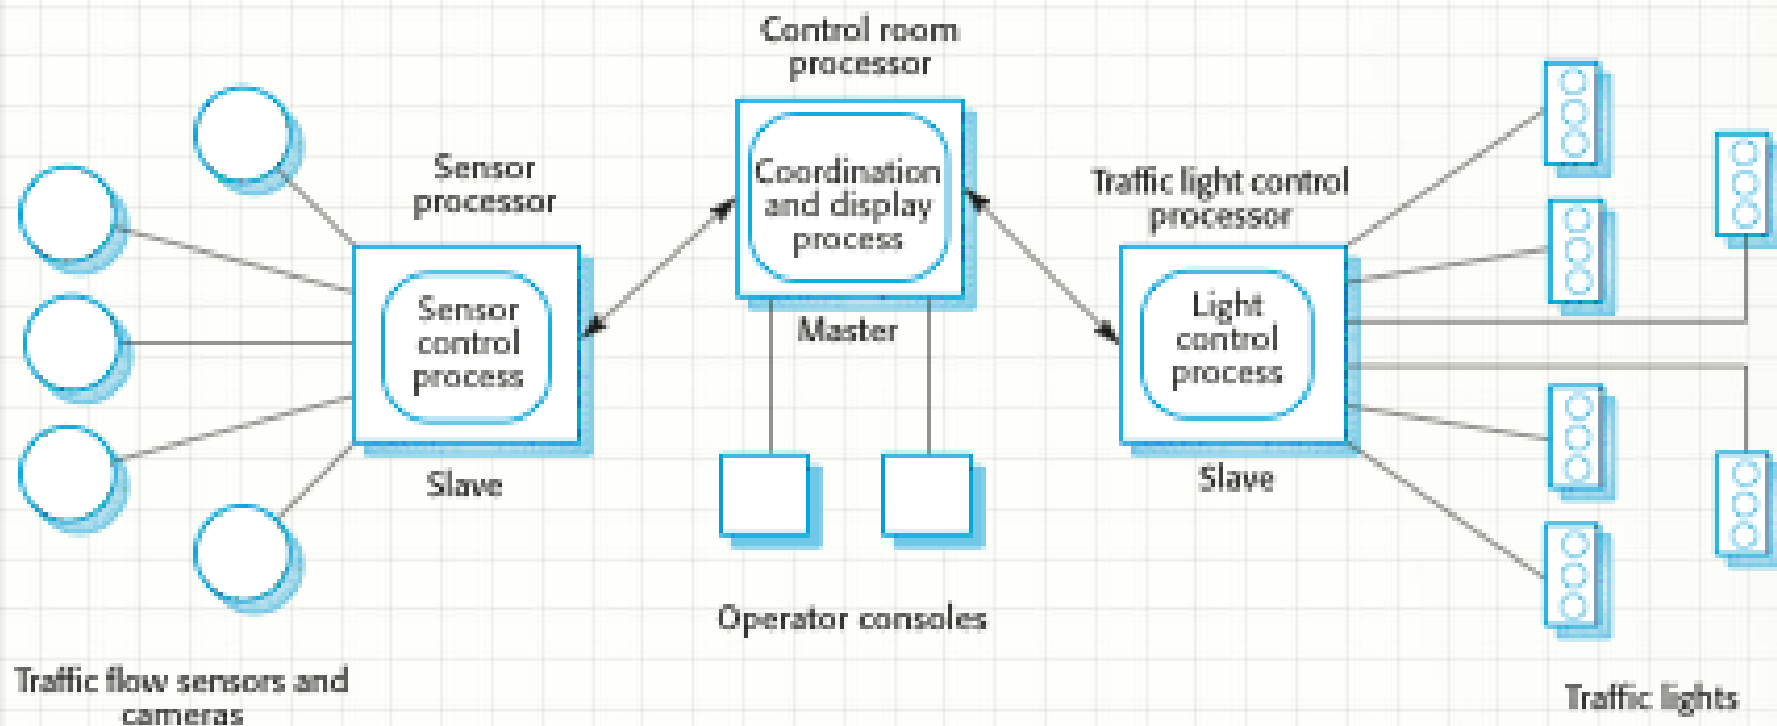 Control room
processor
Sensor
processor
Coordination
and display
process
Traffic light control
processor
Sensor
control
process
Master
Light
control
process
Slave
Slave
Operator consoles
Traffic flow sensors and
cameras
Traffic lights